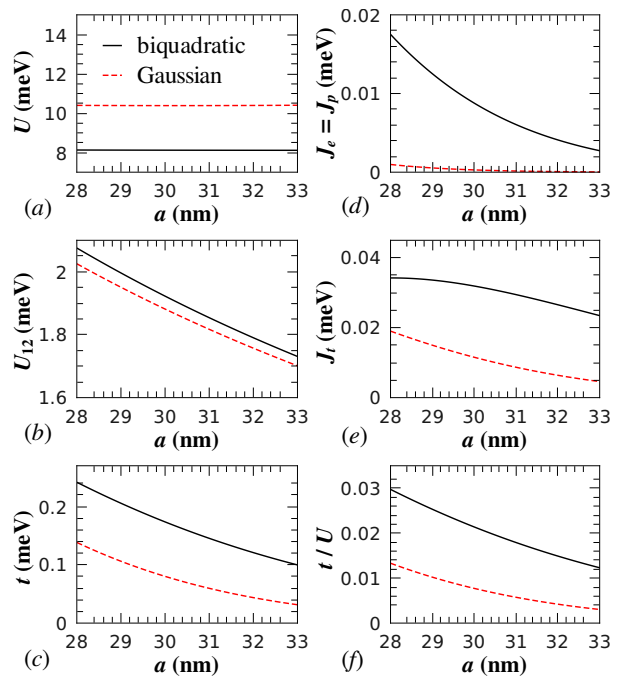 U (meV)
14
12
10
8
biquadratic
Gaussian
28 29 30 31 32 33
(a) a (nm)
J_e = J_p (meV)
0.02
0.01
0
28 29 30 31 32 33
(d) a (nm)
U_12 (meV)
2
1.8
1.6
28 29 30 31 32 33
(b) a (nm)
J_t (meV)
0.04
0.02
0
28 29 30 31 32 33
(e) a (nm)
t (meV)
0.2
0.1
0
28 29 30 31 32 33
(c) a (nm)
t / U
0.03
0.02
0.01
0
28 29 30 31 32 33
(f) a (nm)